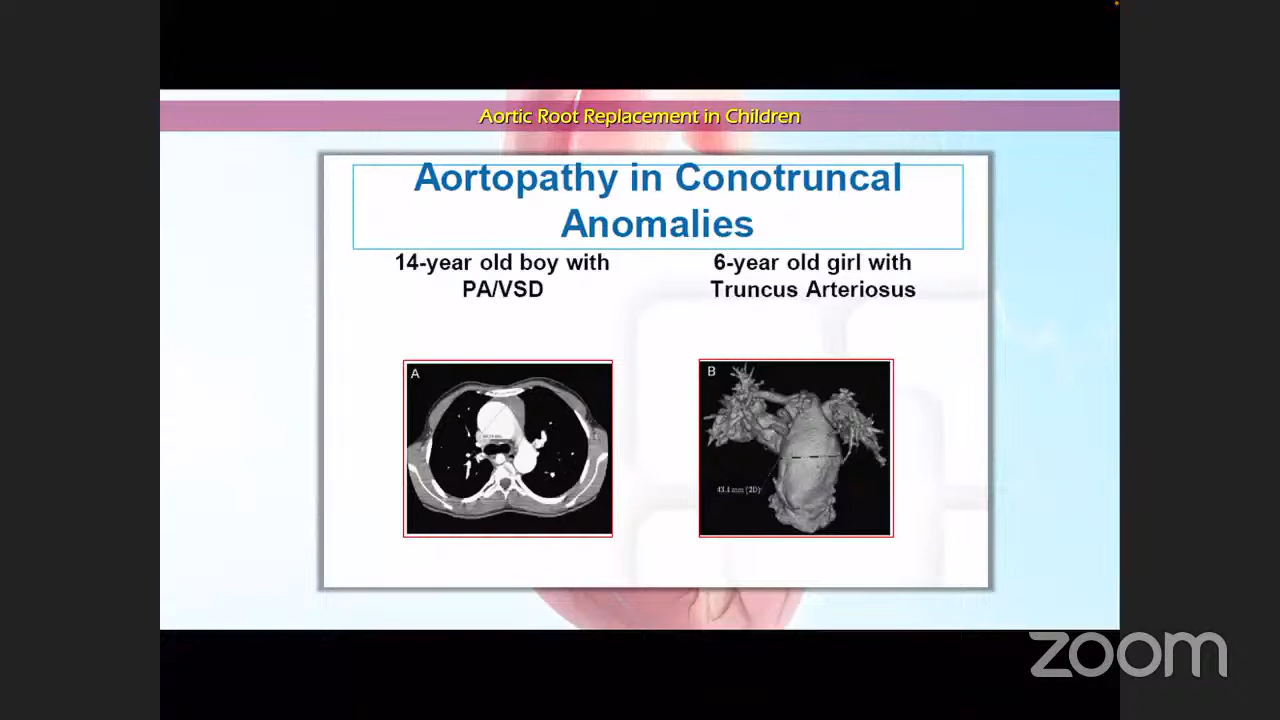 Aortic Root Replacement in Children
Aortopathy in Conotruncal
Anomalies
14-year old boy with
PA/VSD
6-year old girl with
Truncus Arteriosus
A
B
43.1 mm (2D)
zoom